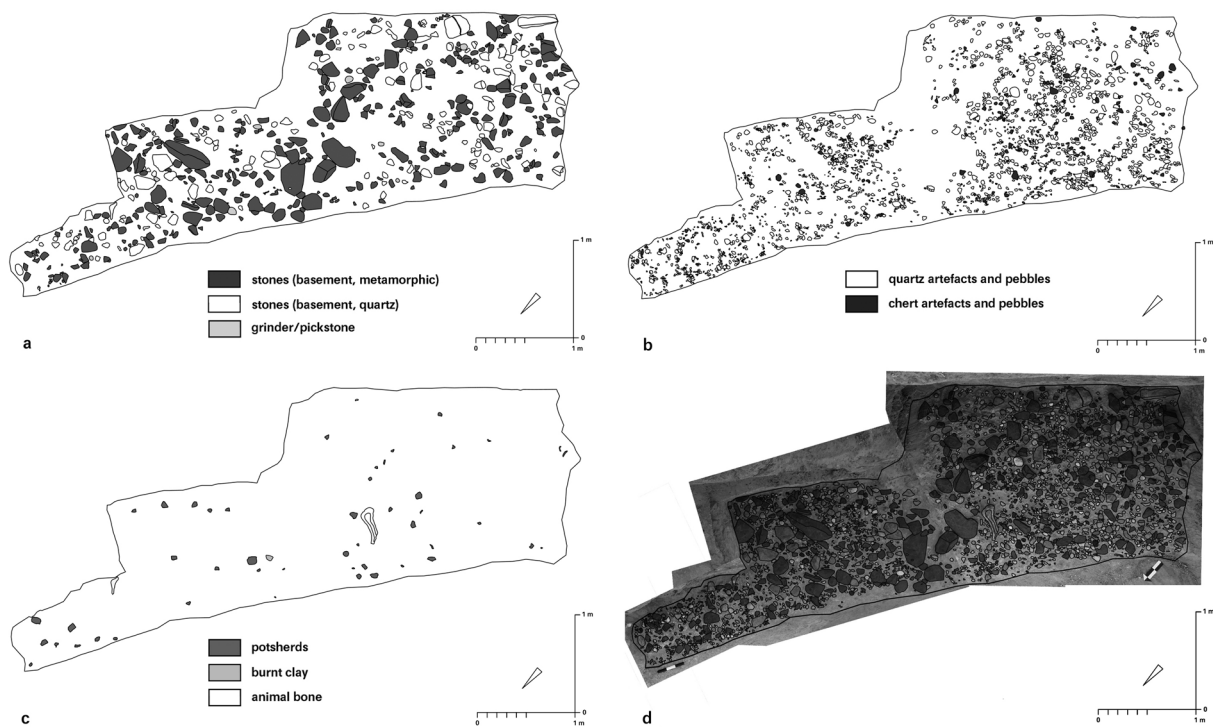 stones (basement, metamorphic)
stones (basement, quartz)
grinder/pickstone
a
1 m
0
0
1 m
quartz artefacts and pebbles
chert artefacts and pebbles
b
1 m
0
0
1 m
potsherds
burnt clay
animal bone
c
1 m
0
0
1 m
d
1 m
0
0
1 m